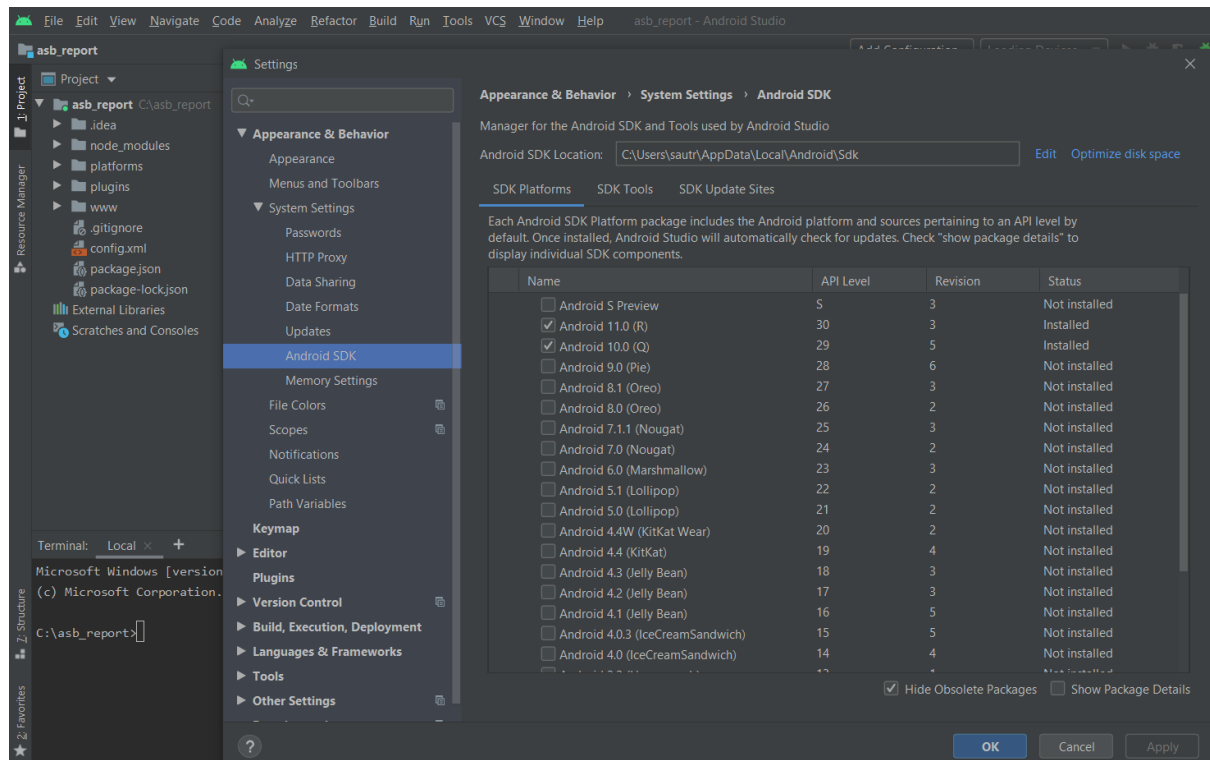 File Edit View Navigate Code Analyze Refactor Build Run Tools VCS Window Help asb_report - Android Studio
asb_report
Project
asb_report C:\asb_report
.idea
node_modules
platforms
plugins
www
.gitignore
config.xml
package.json
package-lock.json
External Libraries
Scratches and Consoles
1: Project
Resource Manager
Z: Structure
2: Favorites
Terminal: Local × +
Microsoft Windows [version
(c) Microsoft Corporation.
C:\asb_report>
Settings
Appearance & Behavior
Appearance
Menus and Toolbars
System Settings
Passwords
HTTP Proxy
Data Sharing
Date Formats
Updates
Android SDK
Memory Settings
File Colors
Scopes
Notifications
Quick Lists
Path Variables
Keymap
Editor
Plugins
Version Control
Build, Execution, Deployment
Languages & Frameworks
Tools
Other Settings
?
Appearance & Behavior › System Settings › Android SDK
Manager for the Android SDK and Tools used by Android Studio
Android SDK Location: C:\Users\sautr\AppData\Local\Android\Sdk Edit Optimize disk space
SDK Platforms SDK Tools SDK Update Sites
Each Android SDK Platform package includes the Android platform and sources pertaining to an API level by
default. Once installed, Android Studio will automatically check for updates. Check "show package details" to
display individual SDK components.
Name API Level Revision Status
Android S Preview S 3 Not installed
Android 11.0 (R) 30 3 Installed
Android 10.0 (Q) 29 5 Installed
Android 9.0 (Pie) 28 6 Not installed
Android 8.1 (Oreo) 27 3 Not installed
Android 8.0 (Oreo) 26 2 Not installed
Android 7.1.1 (Nougat) 25 3 Not installed
Android 7.0 (Nougat) 24 2 Not installed
Android 6.0 (Marshmallow) 23 3 Not installed
Android 5.1 (Lollipop) 22 2 Not installed
Android 5.0 (Lollipop) 21 2 Not installed
Android 4.4W (KitKat Wear) 20 2 Not installed
Android 4.4 (KitKat) 19 4 Not installed
Android 4.3 (Jelly Bean) 18 3 Not installed
Android 4.2 (Jelly Bean) 17 3 Not installed
Android 4.1 (Jelly Bean) 16 5 Not installed
Android 4.0.3 (IceCreamSandwich) 15 5 Not installed
Android 4.0 (IceCreamSandwich) 14 4 Not installed
Hide Obsolete Packages Show Package Details
OK Cancel Apply